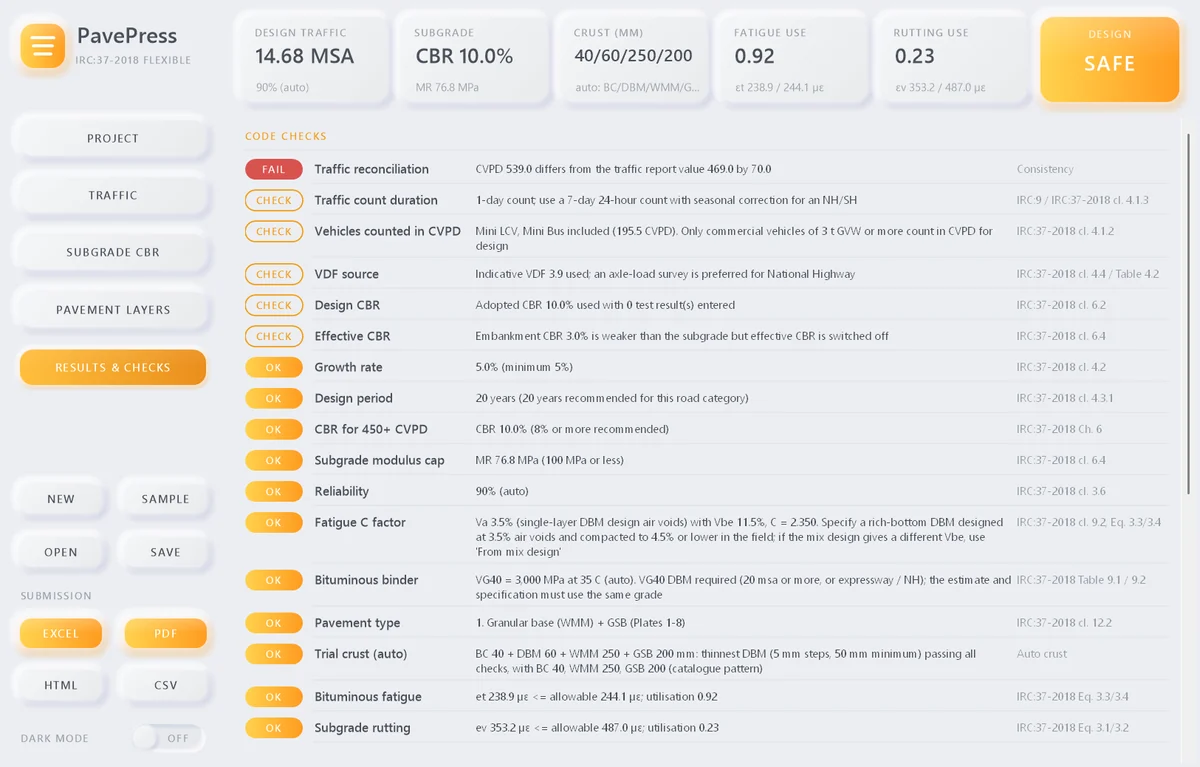 PavePress
IRC:37-2018 FLEXIBLE
DESIGN TRAFFIC
14.68 MSA
90% (auto)
SUBGRADE
CBR 10.0%
MR 76.8 MPa
CRUST (MM)
40/60/250/200
auto: BC/DBM/WMM/G...
FATIGUE USE
0.92
εt 238.9 / 244.1 µε
RUTTING USE
0.23
εv 353.2 / 487.0 µε
DESIGN
SAFE
PROJECT
TRAFFIC
SUBGRADE CBR
PAVEMENT LAYERS
RESULTS & CHECKS
NEW
SAMPLE
OPEN
SAVE
SUBMISSION
EXCEL
PDF
HTML
CSV
DARK MODE
OFF
CODE CHECKS
FAIL Traffic reconciliation CVPD 539.0 differs from the traffic report value 469.0 by 70.0 Consistency
CHECK Traffic count duration 1-day count; use a 7-day 24-hour count with seasonal correction for an NH/SH IRC:9 / IRC:37-2018 cl. 4.1.3
CHECK Vehicles counted in CVPD Mini LCV, Mini Bus included (195.5 CVPD). Only commercial vehicles of 3 t GVW or more count in CVPD for IRC:37-2018 cl. 4.1.2
design
CHECK VDF source Indicative VDF 3.9 used; an axle-load survey is preferred for National Highway IRC:37-2018 cl. 4.4 / Table 4.2
CHECK Design CBR Adopted CBR 10.0% used with 0 test result(s) entered IRC:37-2018 cl. 6.2
CHECK Effective CBR Embankment CBR 3.0% is weaker than the subgrade but effective CBR is switched off IRC:37-2018 cl. 6.4
OK Growth rate 5.0% (minimum 5%) IRC:37-2018 cl. 4.2
OK Design period 20 years (20 years recommended for this road category) IRC:37-2018 cl. 4.3.1
OK CBR for 450+ CVPD CBR 10.0% (8% or more recommended) IRC:37-2018 Ch. 6
OK Subgrade modulus cap MR 76.8 MPa (100 MPa or less) IRC:37-2018 cl. 6.4
OK Reliability 90% (auto) IRC:37-2018 cl. 3.6
OK Fatigue C factor Va 3.5% (single-layer DBM design air voids) with Vbe 11.5%, C = 2.350. Specify a rich-bottom DBM designed IRC:37-2018 cl. 9.2, Eq. 3.3/3.4
at 3.5% air voids and compacted to 4.5% or lower in the field; if the mix design gives a different Vbe, use
'From mix design'
OK Bituminous binder VG40 = 3,000 MPa at 35 C (auto). VG40 DBM required (20 msa or more, or expressway / NH); the estimate and IRC:37-2018 Table 9.1 / 9.2
specification must use the same grade
OK Pavement type 1. Granular base (WMM) + GSB (Plates 1-8) IRC:37-2018 cl. 12.2
OK Trial crust (auto) BC 40 + DBM 60 + WMM 250 + GSB 200 mm: thinnest DBM (5 mm steps, 50 mm minimum) passing all Auto crust
checks, with BC 40, WMM 250, GSB 200 (catalogue pattern)
OK Bituminous fatigue εt 238.9 µε <= allowable 244.1 µε; utilisation 0.92 IRC:37-2018 Eq. 3.3/3.4
OK Subgrade rutting εv 353.2 µε <= allowable 487.0 µε; utilisation 0.23 IRC:37-2018 Eq. 3.1/3.2